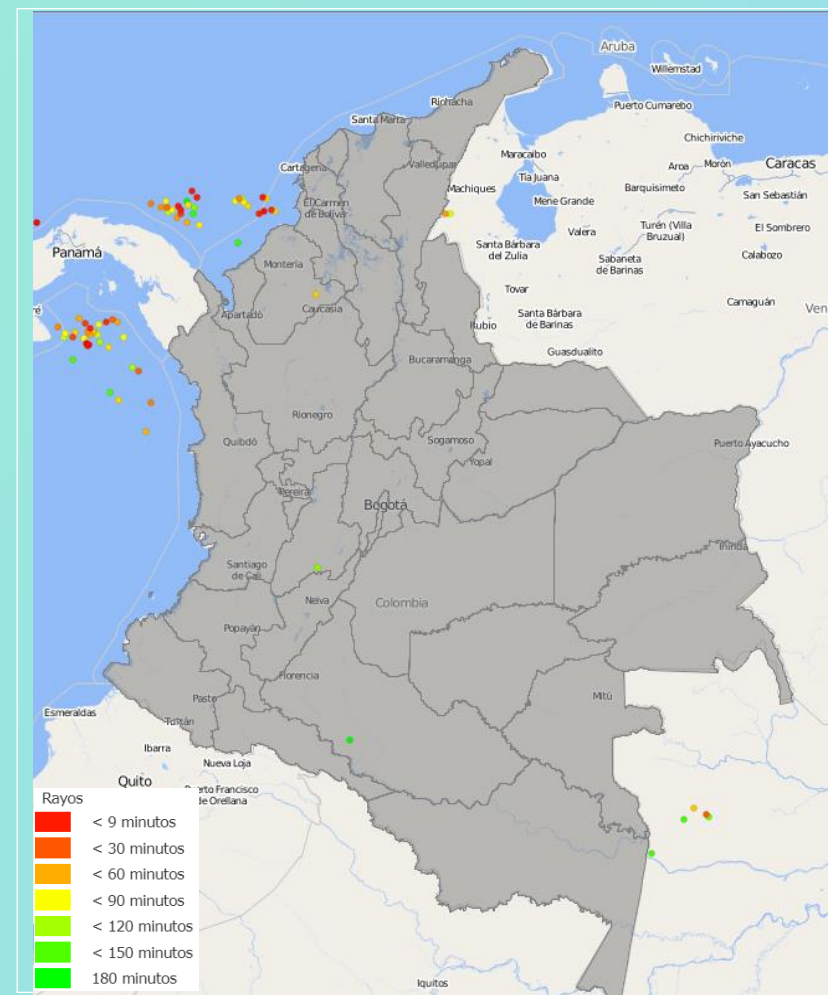 Aruba
Willemstad
Riohacha
Puerto Cumarebo
Santa Marta
Chichiriviche
Maracaibo
Cartagena
Valledupar
Aroa
Morón
Caracas
Tía Juana
Machiques
Barquisimeto
San Sebastián
Mene Grande
El Carmen
de Bolívar
Turén (Villa
Bruzual)
El Sombrero
Valera
Panamá
Santa Bárbara
del Zulia
Sabaneta
de Barinas
Calabozo
Montería
Tovar
Camaguán
Ven
Apartadó
Caucasia
Santa Bárbara
de Barinas
Rubio
Guasdualito
Bucaramanga
Rionegro
Quibdó
Sogamoso
Puerto Ayacucho
Yopal
Pereira
Bogotá
Inírida
Santiago
de Cali
Neiva
Colombia
Popayán
Florencia
Mitú
Pasto
Esmeraldas
Ibarra
Nueva Loja
Quito
Puerto Francisco
de Orellana
Rayos
< 9 minutos
< 30 minutos
< 60 minutos
< 90 minutos
< 120 minutos
< 150 minutos
180 minutos
Iquitos